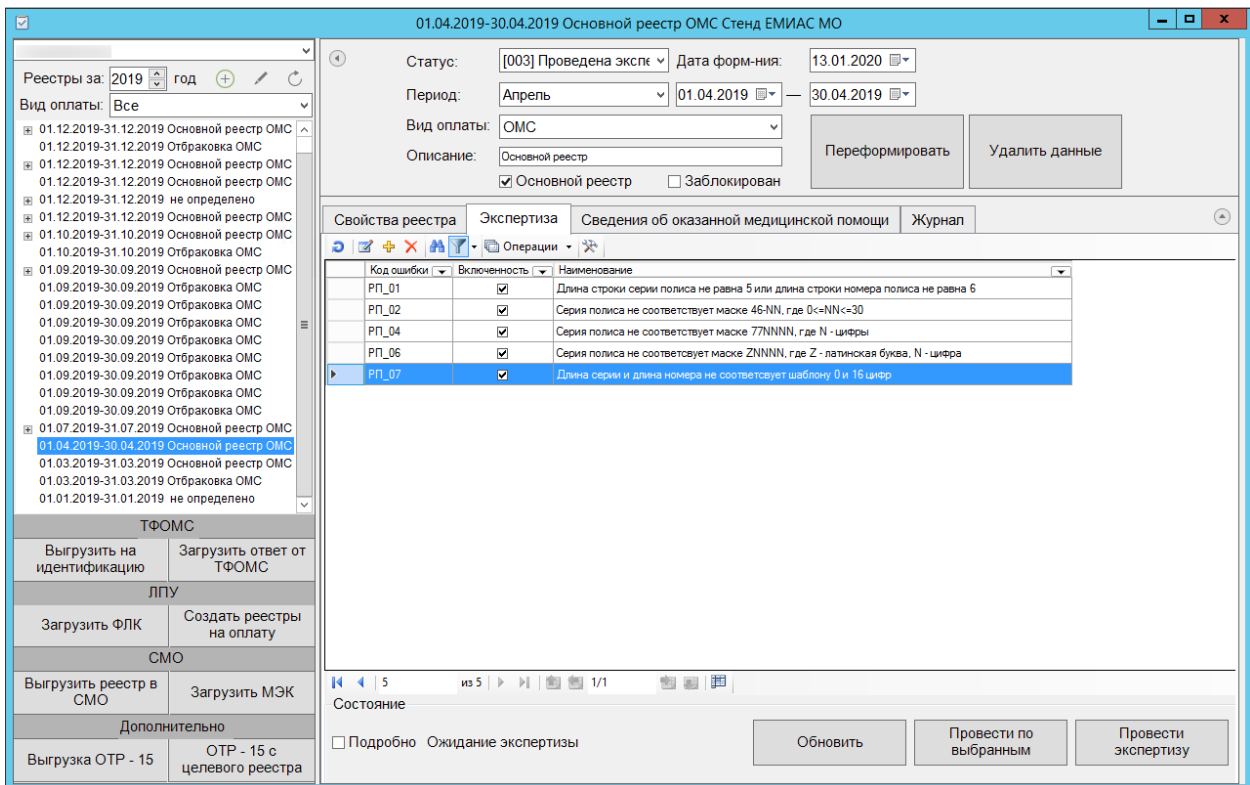 01.04.2019-30.04.2019 Основной реестр ОМС Стенд ЕМИАС МО
Реестры за: 2019 год
Вид оплаты: Все
01.12.2019-31.12.2019 Основной реестр ОМС
01.12.2019-31.12.2019 Отбраковка ОМС
01.12.2019-31.12.2019 Основной реестр ОМС
01.12.2019-31.12.2019 Основной реестр ОМС
01.12.2019-31.12.2019 не определено
01.12.2019-31.12.2019 Основной реестр ОМС
01.10.2019-31.10.2019 Основной реестр ОМС
01.10.2019-31.10.2019 Отбраковка ОМС
01.09.2019-30.09.2019 Основной реестр ОМС
01.09.2019-30.09.2019 Отбраковка ОМС
01.09.2019-30.09.2019 Отбраковка ОМС
01.09.2019-30.09.2019 Отбраковка ОМС
01.09.2019-30.09.2019 Отбраковка ОМС
01.09.2019-30.09.2019 Отбраковка ОМС
01.09.2019-30.09.2019 Отбраковка ОМС
01.09.2019-30.09.2019 Отбраковка ОМС
01.09.2019-30.09.2019 Отбраковка ОМС
01.07.2019-31.07.2019 Основной реестр ОМС
01.04.2019-30.04.2019 Основной реестр ОМС
01.03.2019-31.03.2019 Основной реестр ОМС
01.03.2019-31.03.2019 Отбраковка ОМС
01.01.2019-31.01.2019 не определено
ТФОМС
Выгрузить на идентификацию
Загрузить ответ от ТФОМС
ЛПУ
Загрузить ФЛК
Создать реестры на оплату
СМО
Выгрузить реестр в СМО
Загрузить МЭК
Дополнительно
Выгрузка ОТР - 15
ОТР - 15 с целевого реестра
Статус: [003] Проведена экспе Дата форм-ния: 13.01.2020
Период: Апрель 01.04.2019 — 30.04.2019
Вид оплаты: ОМС
Описание: Основной реестр
Основной реестр Заблокирован
Переформировать
Удалить данные
Свойства реестра Экспертиза Сведения об оказанной медицинской помощи Журнал
Операции
Код ошибки Включенность Наименование
РП_01 Длина строки серии полиса не равна 5 или длина строки номера полиса не равна 6
РП_02 Серия полиса не соответствует маске 46-NN, где 0<=NN<=30
РП_04 Серия полиса не соответствует маске 77NNNN, где N - цифры
РП_06 Серия полиса не соответсвует маске ZNNNN, где Z - латинская буква, N - цифра
РП_07 Длина серии и длина номера не соответсвует шаблону 0 и 16 цифр
5 из 5 1/1
Состояние
Подробно Ожидание экспертизы
Обновить
Провести по выбранным
Провести экспертизу